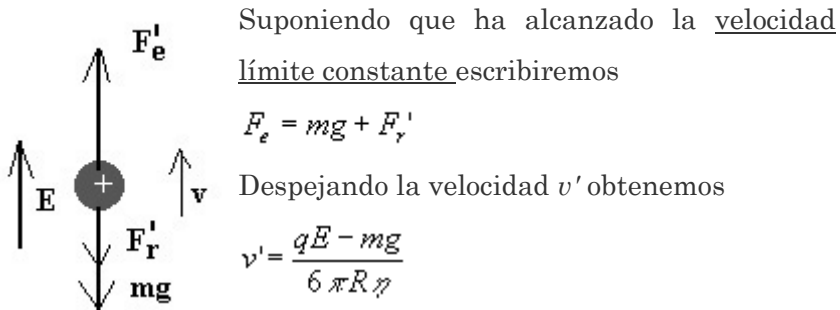 F'e
E
v
F'r
mg
+
Suponiendo que ha alcanzado la velocidad
límite constante escribiremos
Fe = mg + Fr'
Despejando la velocidad v' obtenemos
v' = (qE − mg) / (6 π R η)